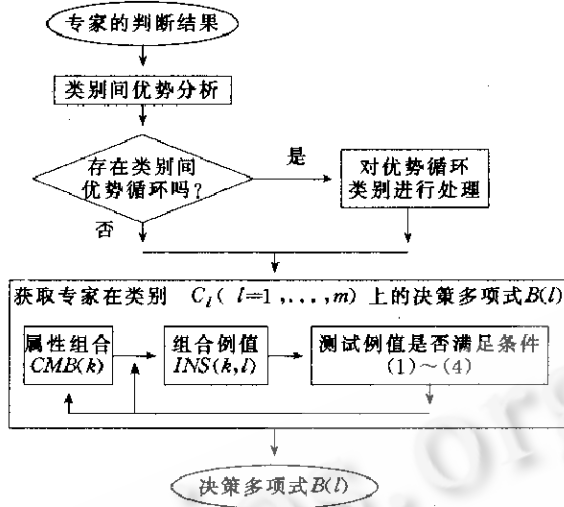 专家的判断结果
类别间优势分析
存在类别间
优势循环吗?
是
对优势循环
类别进行处理
否
获取专家在类别 C_l( l=1,...,m) 上的决策多项式B(l)
属性组合
CMB(k)
组合例值
INS(k,l)
测试例值是否满足条件
(1)~(4)
决策多项式B(l)